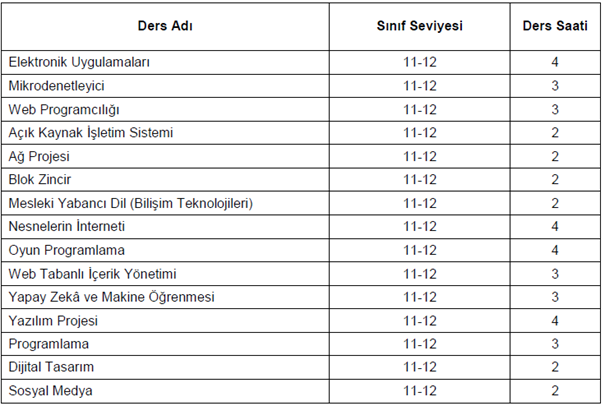 Ders Adı Sınıf Seviyesi Ders Saati
Elektronik Uygulamaları 11-12 4
Mikrodenetleyici 11-12 3
Web Programcılığı 11-12 3
Açık Kaynak İşletim Sistemi 11-12 2
Ağ Projesi 11-12 2
Blok Zincir 11-12 2
Mesleki Yabancı Dil (Bilişim Teknolojileri) 11-12 2
Nesnelerin İnterneti 11-12 4
Oyun Programlama 11-12 4
Web Tabanlı İçerik Yönetimi 11-12 3
Yapay Zekâ ve Makine Öğrenmesi 11-12 3
Yazılım Projesi 11-12 4
Programlama 11-12 3
Dijital Tasarım 11-12 2
Sosyal Medya 11-12 2